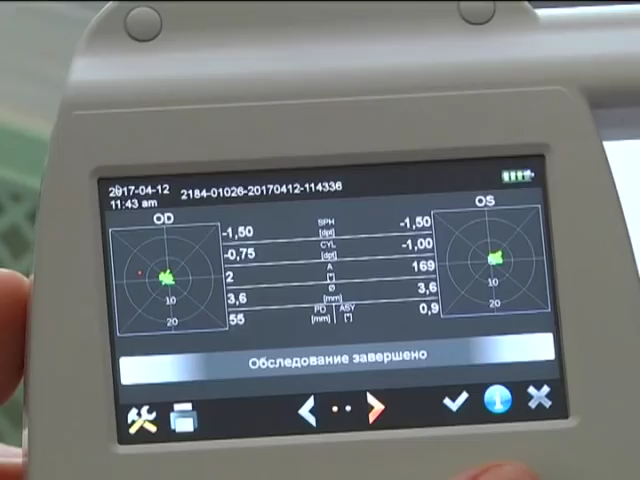 2017-04-12 2184-01026-20170412-114336
11:43 am
OD OS
-1,50 SPH [dpt] -1,50
-0,75 CYL [dpt] -1,00
2 A [°] 169
3,6 Ø [mm] 3,6
55 PD [mm] ASY [°] 0,9
10
20
10
20
Обследование завершено